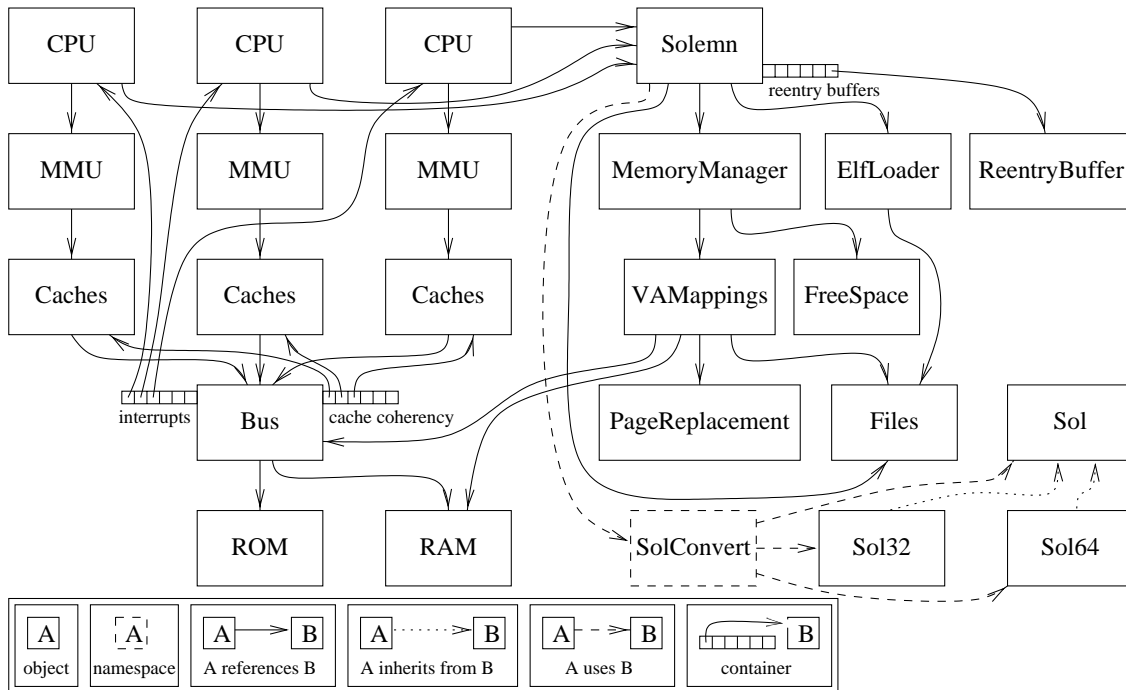 CPU
CPU
CPU
Solemn
reentry buffers
MMU
MMU
MMU
MemoryManager
ElfLoader
ReentryBuffer
Caches
Caches
Caches
VAMappings
FreeSpace
interrupts
Bus
cache coherency
PageReplacement
Files
Sol
ROM
RAM
SolConvert
Sol32
Sol64
A
object
A
namespace
A B
A references B
A B
A inherits from B
A B
A uses B
B
container